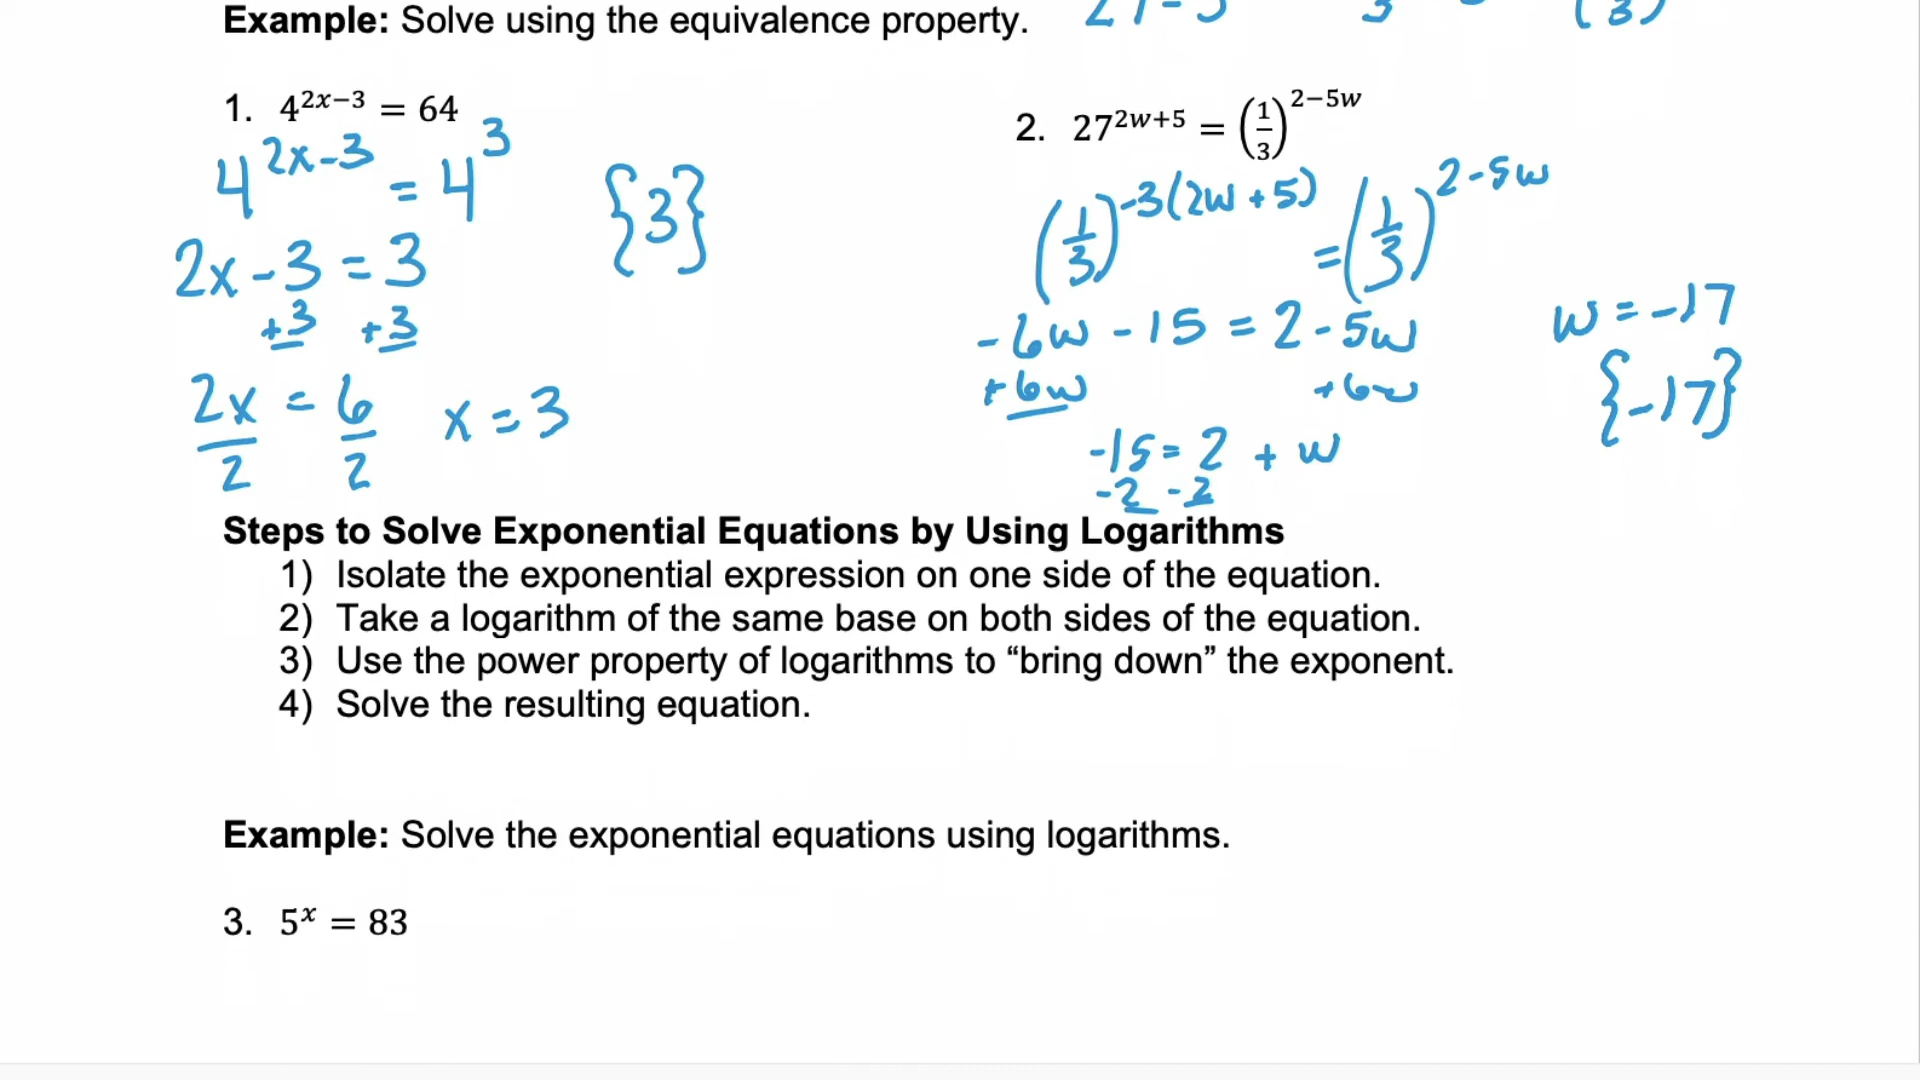 Example: Solve using the equivalence property.
1. 4^{2x−3} = 64
4^{2x-3} = 4^3
{3}
2x - 3 = 3
+3 +3
2x = 6
2 2
x = 3
2. 27^{2w+5} = (1/3)^{2−5w}
(1/3)^{-3(2w+5)} = (1/3)^{2-5w}
-6w - 15 = 2 - 5w
+6w +6w
-15 = 2 + w
-2 -2
w = -17
{-17}
Steps to Solve Exponential Equations by Using Logarithms
1) Isolate the exponential expression on one side of the equation.
2) Take a logarithm of the same base on both sides of the equation.
3) Use the power property of logarithms to “bring down” the exponent.
4) Solve the resulting equation.
Example: Solve the exponential equations using logarithms.
3. 5^x = 83